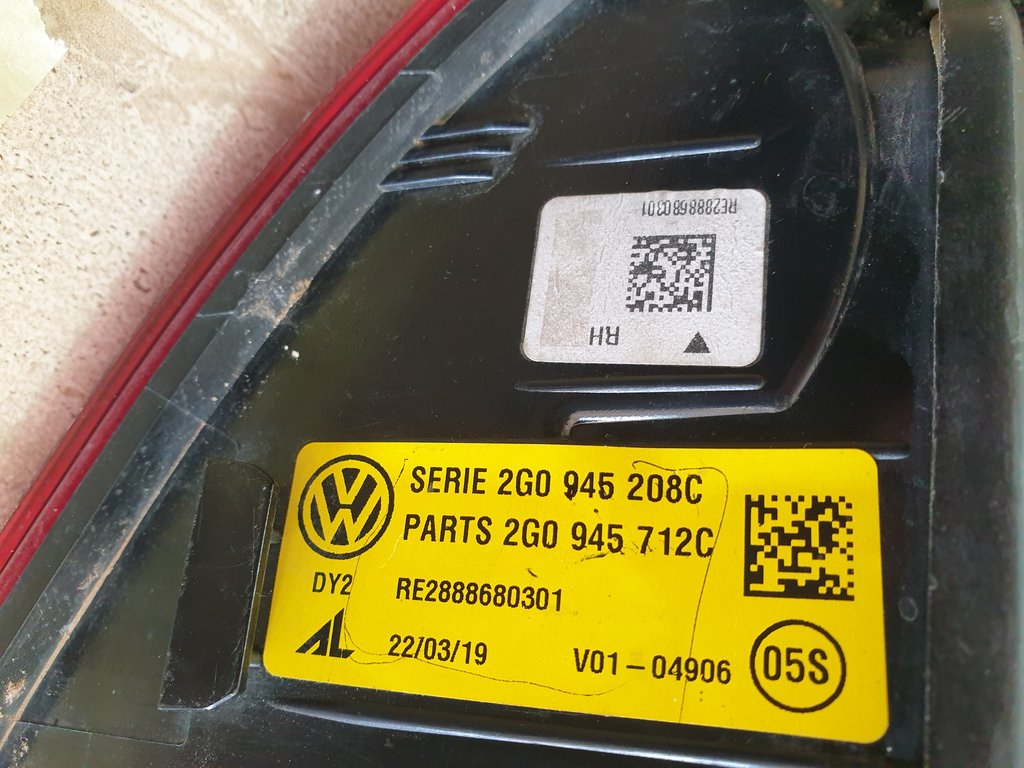 RE2888680301
RH
SERIE 2G0 945 208C
PARTS 2G0 945 712C
DY2
RE2888680301
AL
22/03/19
V01-04906
05S